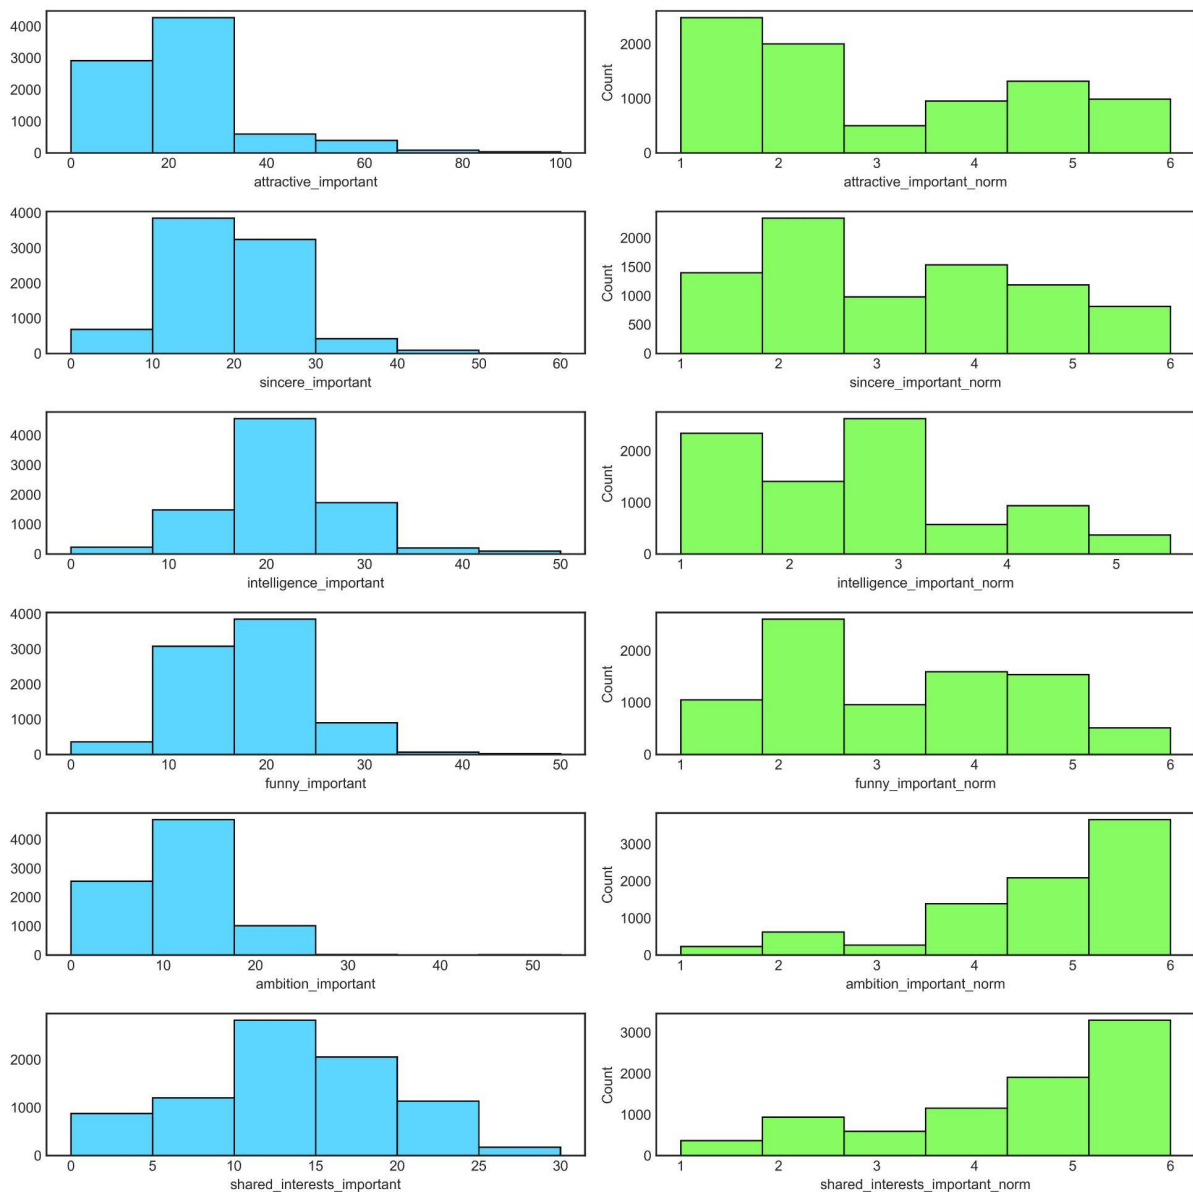 4000
3000
2000
1000
0
0 20 40 60 80 100
attractive_important
Count
2000
1000
0
1 2 3 4 5 6
attractive_important_norm
4000
3000
2000
1000
0
0 10 20 30 40 50 60
sincere_important
Count
2000
1500
1000
500
0
1 2 3 4 5 6
sincere_important_norm
4000
3000
2000
1000
0
0 10 20 30 40 50
intelligence_important
Count
2000
1000
0
1 2 3 4 5
intelligence_important_norm
4000
3000
2000
1000
0
0 10 20 30 40 50
funny_important
Count
2000
1000
0
1 2 3 4 5 6
funny_important_norm
4000
3000
2000
1000
0
0 10 20 30 40 50
ambition_important
Count
3000
2000
1000
0
1 2 3 4 5 6
ambition_important_norm
2000
1000
0
0 5 10 15 20 25 30
shared_interests_important
Count
3000
2000
1000
0
1 2 3 4 5 6
shared_interests_important_norm